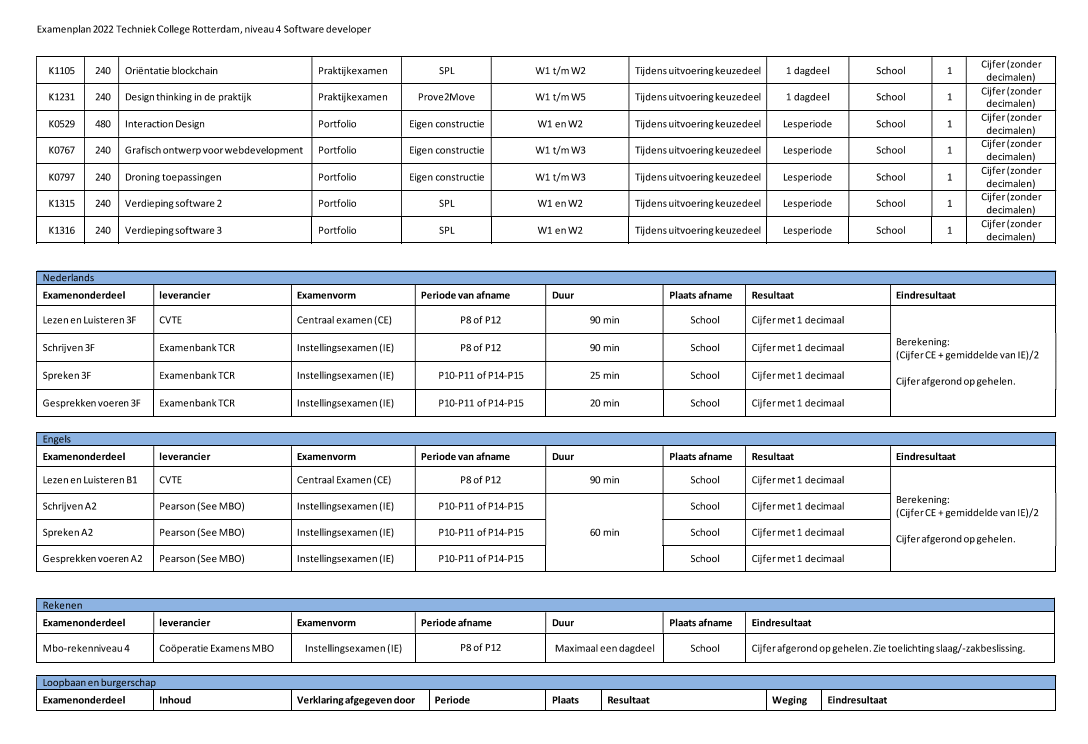 Examenplan 2022 Techniek College Rotterdam, niveau 4 Software developer
K1105 240 Oriëntatie blockchain Praktijkexamen SPL W1 t/m W2 Tijdens uitvoering keuzedeel 1 dagdeel School 1 Cijfer (zonder decimalen)
K1231 240 Design thinking in de praktijk Praktijkexamen Prove2Move W1 t/m W5 Tijdens uitvoering keuzedeel 1 dagdeel School 1 Cijfer (zonder decimalen)
K0529 480 Interaction Design Portfolio Eigen constructie W1 en W2 Tijdens uitvoering keuzedeel Lesperiode School 1 Cijfer (zonder decimalen)
K0767 240 Grafisch ontwerp voor webdevelopment Portfolio Eigen constructie W1 t/m W3 Tijdens uitvoering keuzedeel Lesperiode School 1 Cijfer (zonder decimalen)
K0797 240 Droning toepassingen Portfolio Eigen constructie W1 t/m W3 Tijdens uitvoering keuzedeel Lesperiode School 1 Cijfer (zonder decimalen)
K1315 240 Verdieping software 2 Portfolio SPL W1 en W2 Tijdens uitvoering keuzedeel Lesperiode School 1 Cijfer (zonder decimalen)
K1316 240 Verdieping software 3 Portfolio SPL W1 en W2 Tijdens uitvoering keuzedeel Lesperiode School 1 Cijfer (zonder decimalen)
Nederlands
Examenonderdeel leverancier Examenvorm Periode van afname Duur Plaats afname Resultaat Eindresultaat
Lezen en Luisteren 3F CVTE Centraal examen (CE) P8 of P12 90 min School Cijfer met 1 decimaal
Schrijven 3F Examenbank TCR Instellingsexamen (IE) P8 of P12 90 min School Cijfer met 1 decimaal
Spreken 3F Examenbank TCR Instellingsexamen (IE) P10-P11 of P14-P15 25 min School Cijfer met 1 decimaal
Gesprekken voeren 3F Examenbank TCR Instellingsexamen (IE) P10-P11 of P14-P15 20 min School Cijfer met 1 decimaal
Berekening:
(Cijfer CE + gemiddelde van IE)/2
Cijfer afgerond op gehelen.
Engels
Examenonderdeel leverancier Examenvorm Periode van afname Duur Plaats afname Resultaat Eindresultaat
Lezen en Luisteren B1 CVTE Centraal Examen (CE) P8 of P12 90 min School Cijfer met 1 decimaal
Schrijven A2 Pearson (See MBO) Instellingsexamen (IE) P10-P11 of P14-P15 School Cijfer met 1 decimaal
Spreken A2 Pearson (See MBO) Instellingsexamen (IE) P10-P11 of P14-P15 60 min School Cijfer met 1 decimaal
Gesprekken voeren A2 Pearson (See MBO) Instellingsexamen (IE) P10-P11 of P14-P15 School Cijfer met 1 decimaal
Berekening:
(Cijfer CE + gemiddelde van IE)/2
Cijfer afgerond op gehelen.
Rekenen
Examenonderdeel leverancier Examenvorm Periode afname Duur Plaats afname Eindresultaat
Mbo-rekenniveau 4 Coöperatie Examens MBO Instellingsexamen (IE) P8 of P12 Maximaal een dagdeel School Cijfer afgerond op gehelen. Zie toelichting slaag/-zakbeslissing.
Loopbaan en burgerschap
Examenonderdeel Inhoud Verklaring afgegeven door Periode Plaats Resultaat Weging Eindresultaat